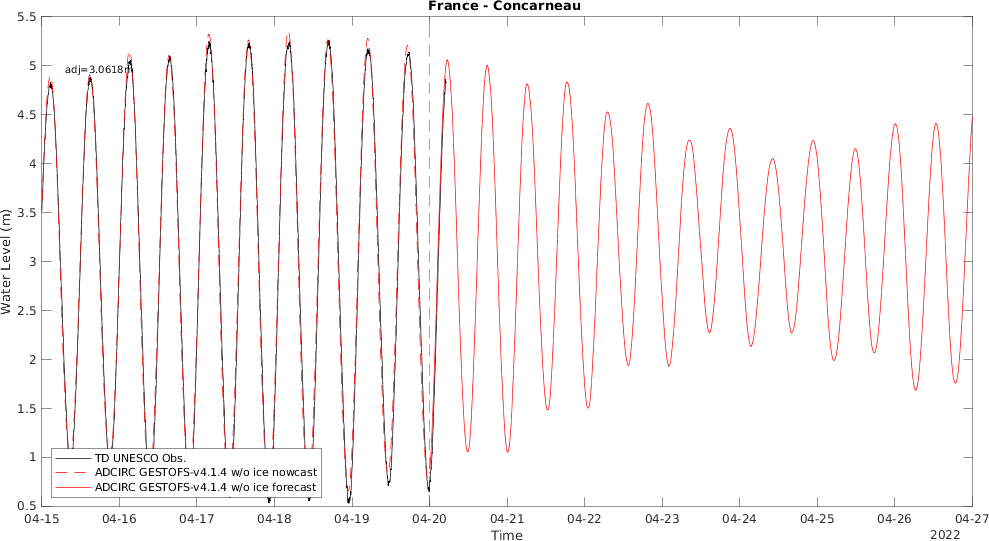 France - Concarneau
5.5
5
4.5
4
3.5
3
2.5
2
1.5
1
0.5
Water Level (m)
adj=3.0618m
TD UNESCO Obs.
ADCIRC GESTOFS-v4.1.4 w/o ice nowcast
ADCIRC GESTOFS-v4.1.4 w/o ice forecast
04-15 04-16 04-17 04-18 04-19 04-20 04-21 04-22 04-23 04-24 04-25 04-26 04-27
Time
2022